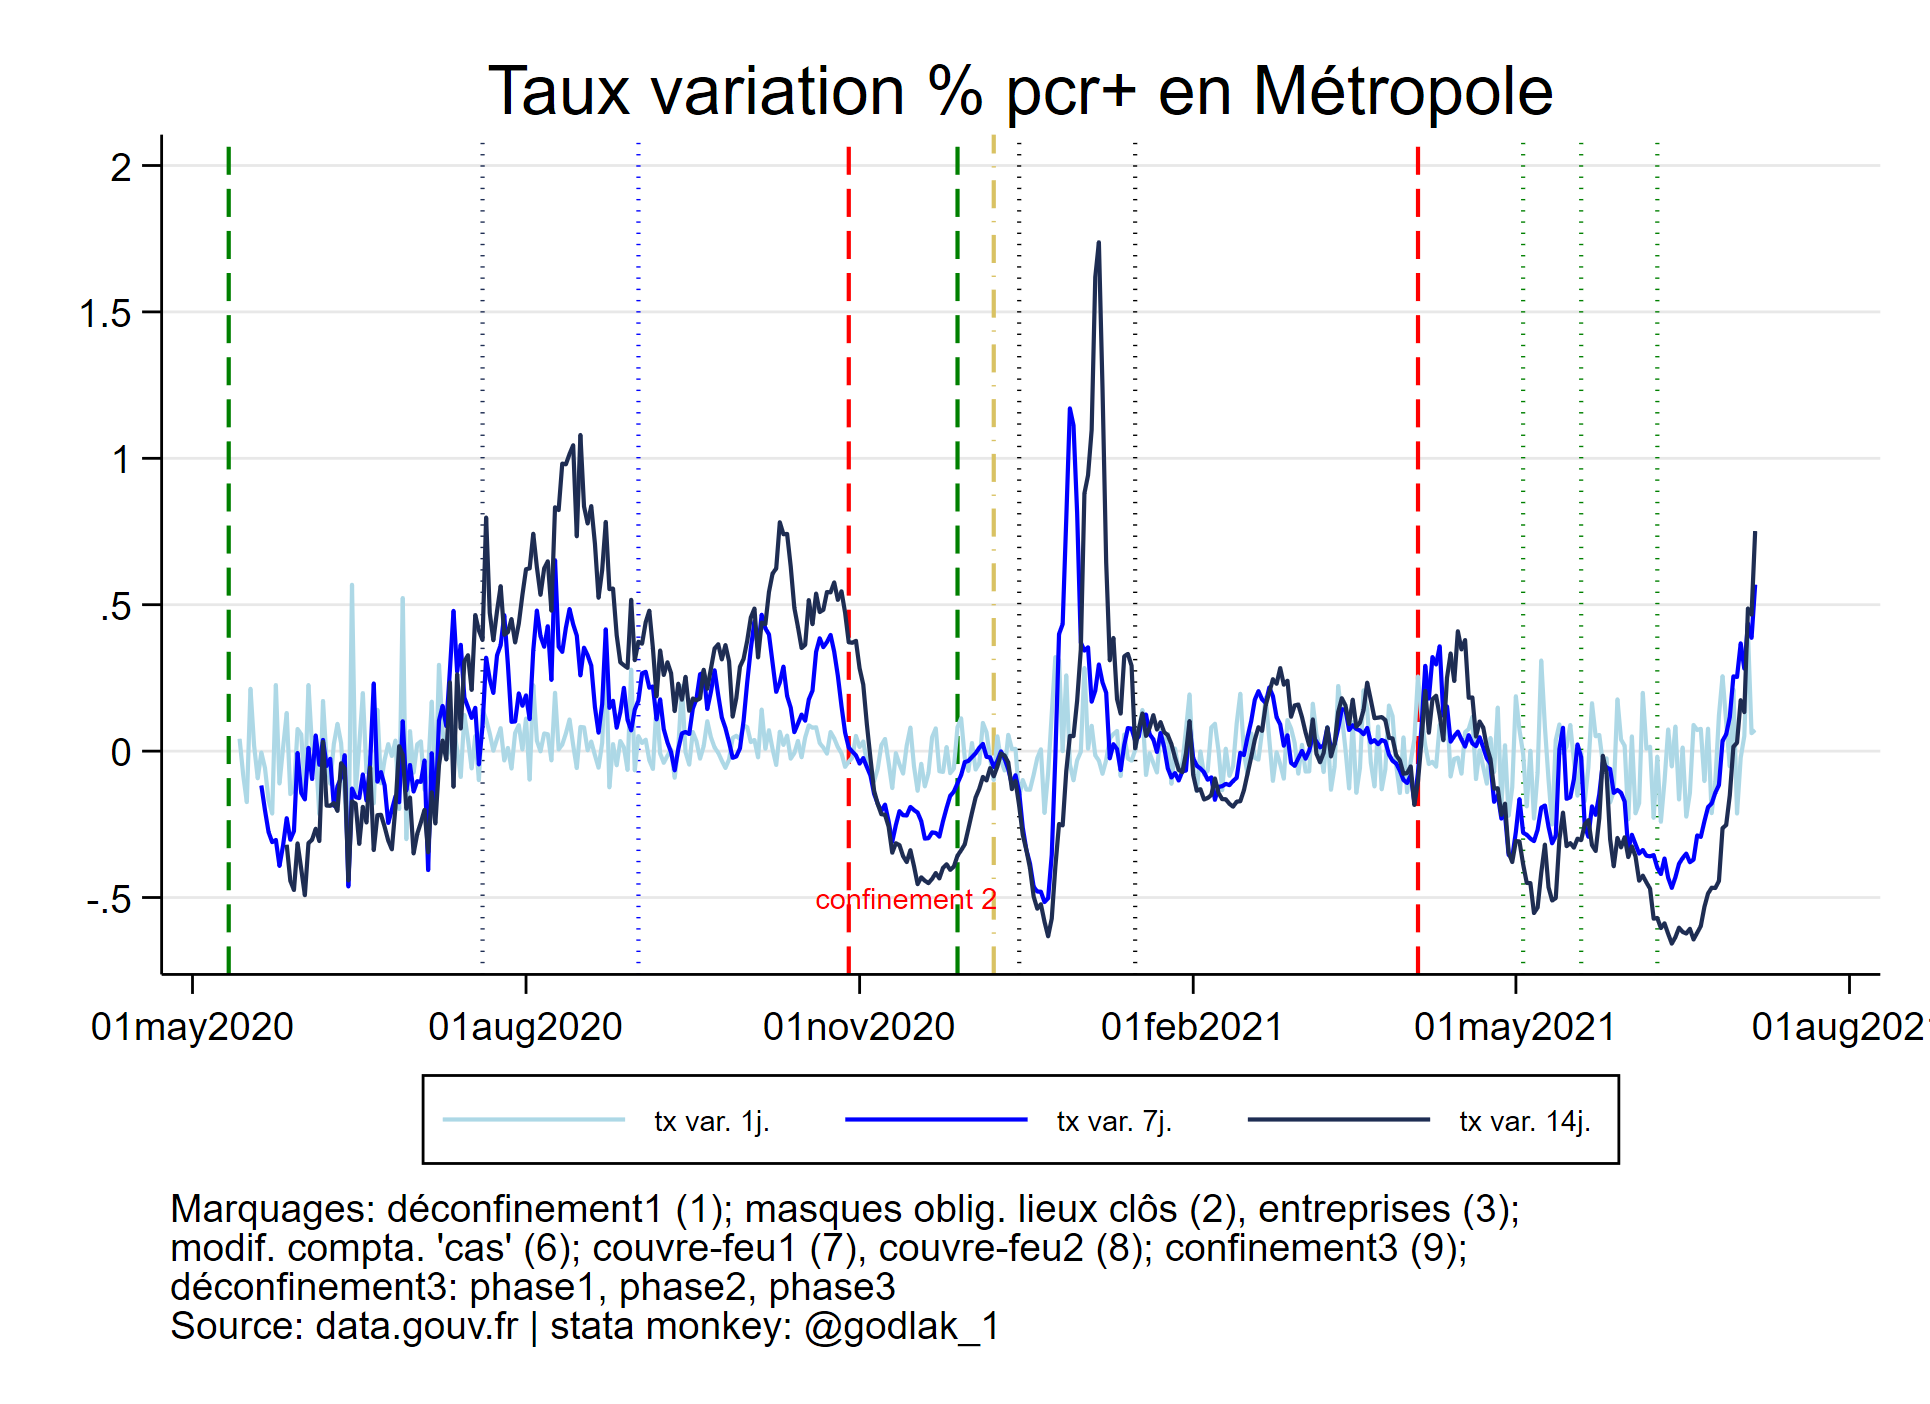 Taux variation % pcr+ en Métropole
2
1.5
1
.5
0
-.5
confinement 2
01may2020 01aug2020 01nov2020 01feb2021 01may2021 01aug202
tx var. 1j. tx var. 7j. tx var. 14j.
Marquages: déconfinement1 (1); masques oblig. lieux clôs (2), entreprises (3);
modif. compta. 'cas' (6); couvre-feu1 (7), couvre-feu2 (8); confinement3 (9);
déconfinement3: phase1, phase2, phase3
Source: data.gouv.fr | stata monkey: @godlak_1